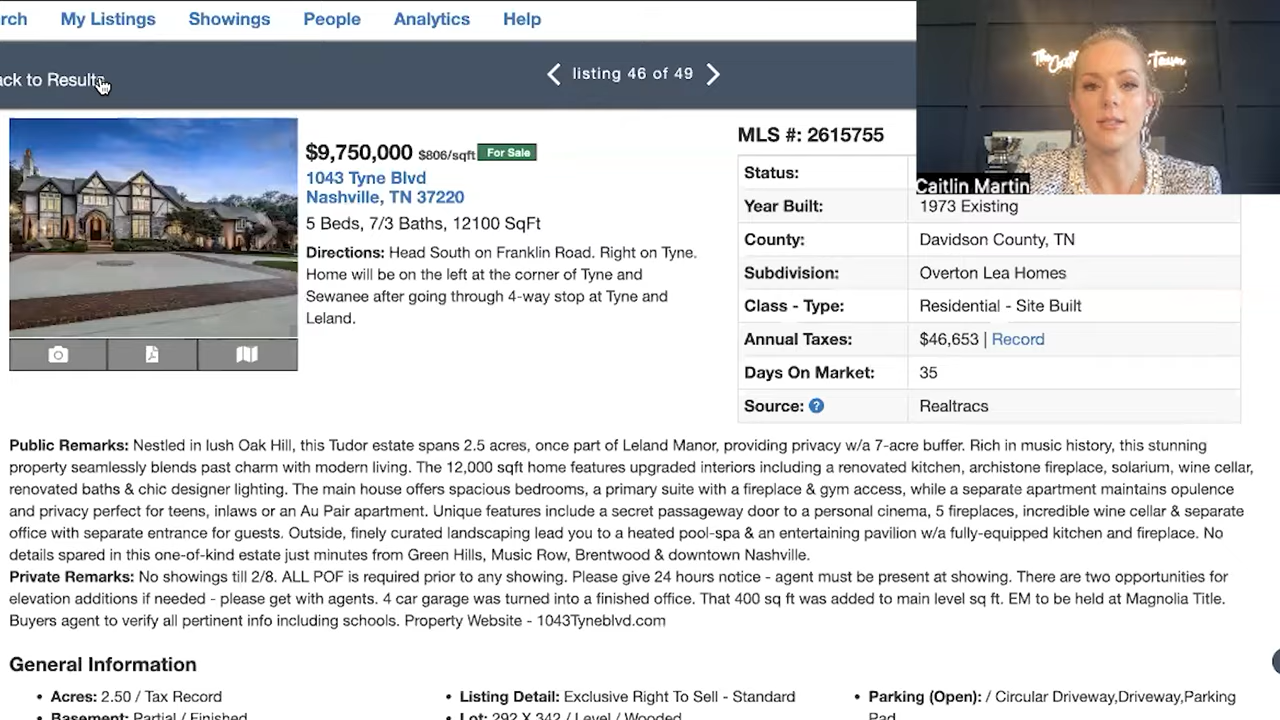 rch My Listings Showings People Analytics Help
ack to Results
listing 46 of 49
$9,750,000 $806/sqft For Sale
1043 Tyne Blvd
Nashville, TN 37220
5 Beds, 7/3 Baths, 12100 SqFt
Directions: Head South on Franklin Road. Right on Tyne.
Home will be on the left at the corner of Tyne and
Sewanee after going through 4-way stop at Tyne and
Leland.
MLS #: 2615755
Status:
Year Built: 1973 Existing
County: Davidson County, TN
Subdivision: Overton Lea Homes
Class - Type: Residential - Site Built
Annual Taxes: $46,653 | Record
Days On Market: 35
Source: ? Realtracs
The
Team
Caitlin Martin
Public Remarks: Nestled in lush Oak Hill, this Tudor estate spans 2.5 acres, once part of Leland Manor, providing privacy w/a 7-acre buffer. Rich in music history, this stunning
property seamlessly blends past charm with modern living. The 12,000 sqft home features upgraded interiors including a renovated kitchen, archistone fireplace, solarium, wine cellar,
renovated baths & chic designer lighting. The main house offers spacious bedrooms, a primary suite with a fireplace & gym access, while a separate apartment maintains opulence
and privacy perfect for teens, inlaws or an Au Pair apartment. Unique features include a secret passageway door to a personal cinema, 5 fireplaces, incredible wine cellar & separate
office with separate entrance for guests. Outside, finely curated landscaping lead you to a heated pool-spa & an entertaining pavilion w/a fully-equipped kitchen and fireplace. No
details spared in this one-of-kind estate just minutes from Green Hills, Music Row, Brentwood & downtown Nashville.
Private Remarks: No showings till 2/8. ALL POF is required prior to any showing. Please give 24 hours notice - agent must be present at showing. There are two opportunities for
elevation additions if needed - please get with agents. 4 car garage was turned into a finished office. That 400 sq ft was added to main level sq ft. EM to be held at Magnolia Title.
Buyers agent to verify all pertinent info including schools. Property Website - 1043Tyneblvd.com
General Information
• Acres: 2.50 / Tax Record
• Basement: Partial / Finished
• Listing Detail: Exclusive Right To Sell - Standard
• Lot: 292 X 342 / Level / Wooded
• Parking (Open): / Circular Driveway,Driveway,Parking
Pad